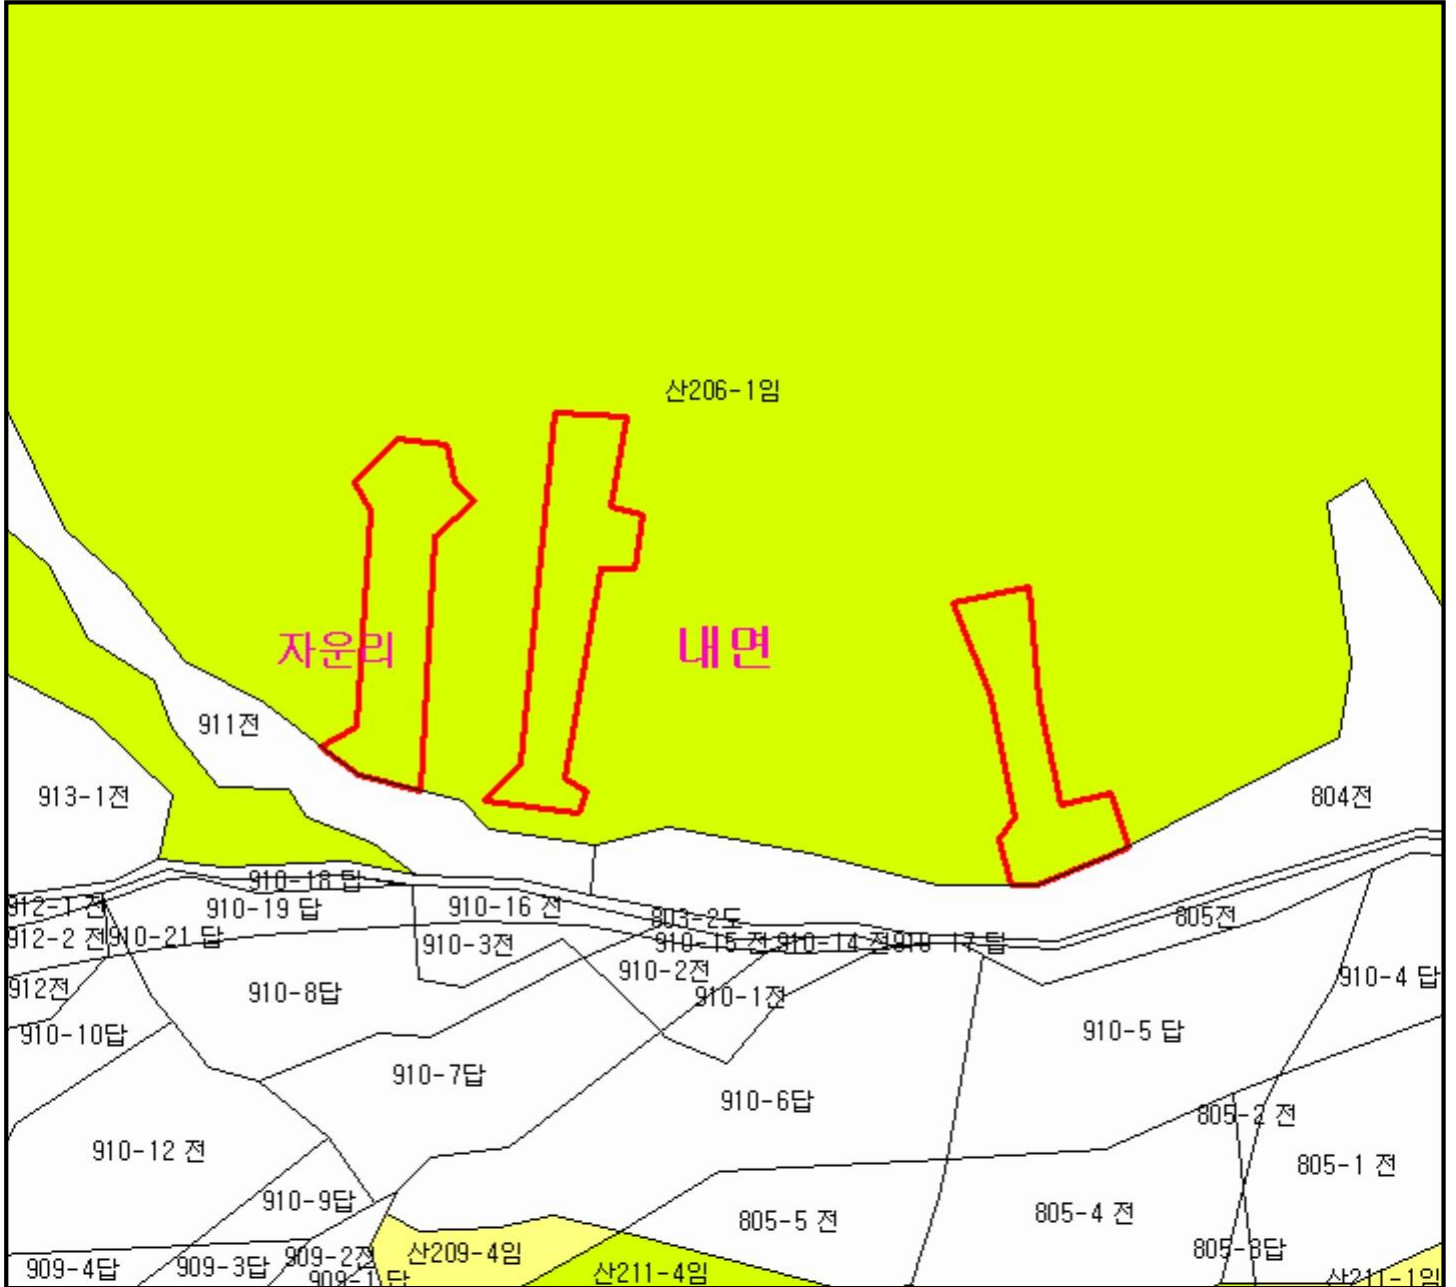 산206-1임
자운리
내면
911전
913-1전
804전
910-18 답
912-1 전
910-19 답
910-16 전
803-2도
805전
912-2 전
910-21 답
910-3전
910-15 전
910-14 전
910-17 답
910-2전
910-1전
910-4 답
912전
910-8답
910-10답
910-5 답
910-7답
910-6답
805-2 전
910-12 전
805-1 전
910-9답
805-5 전
805-4 전
909-2전
산209-4임
805-8답
909-4답
909-3답
909-1 답
산211-4임
산211-1임